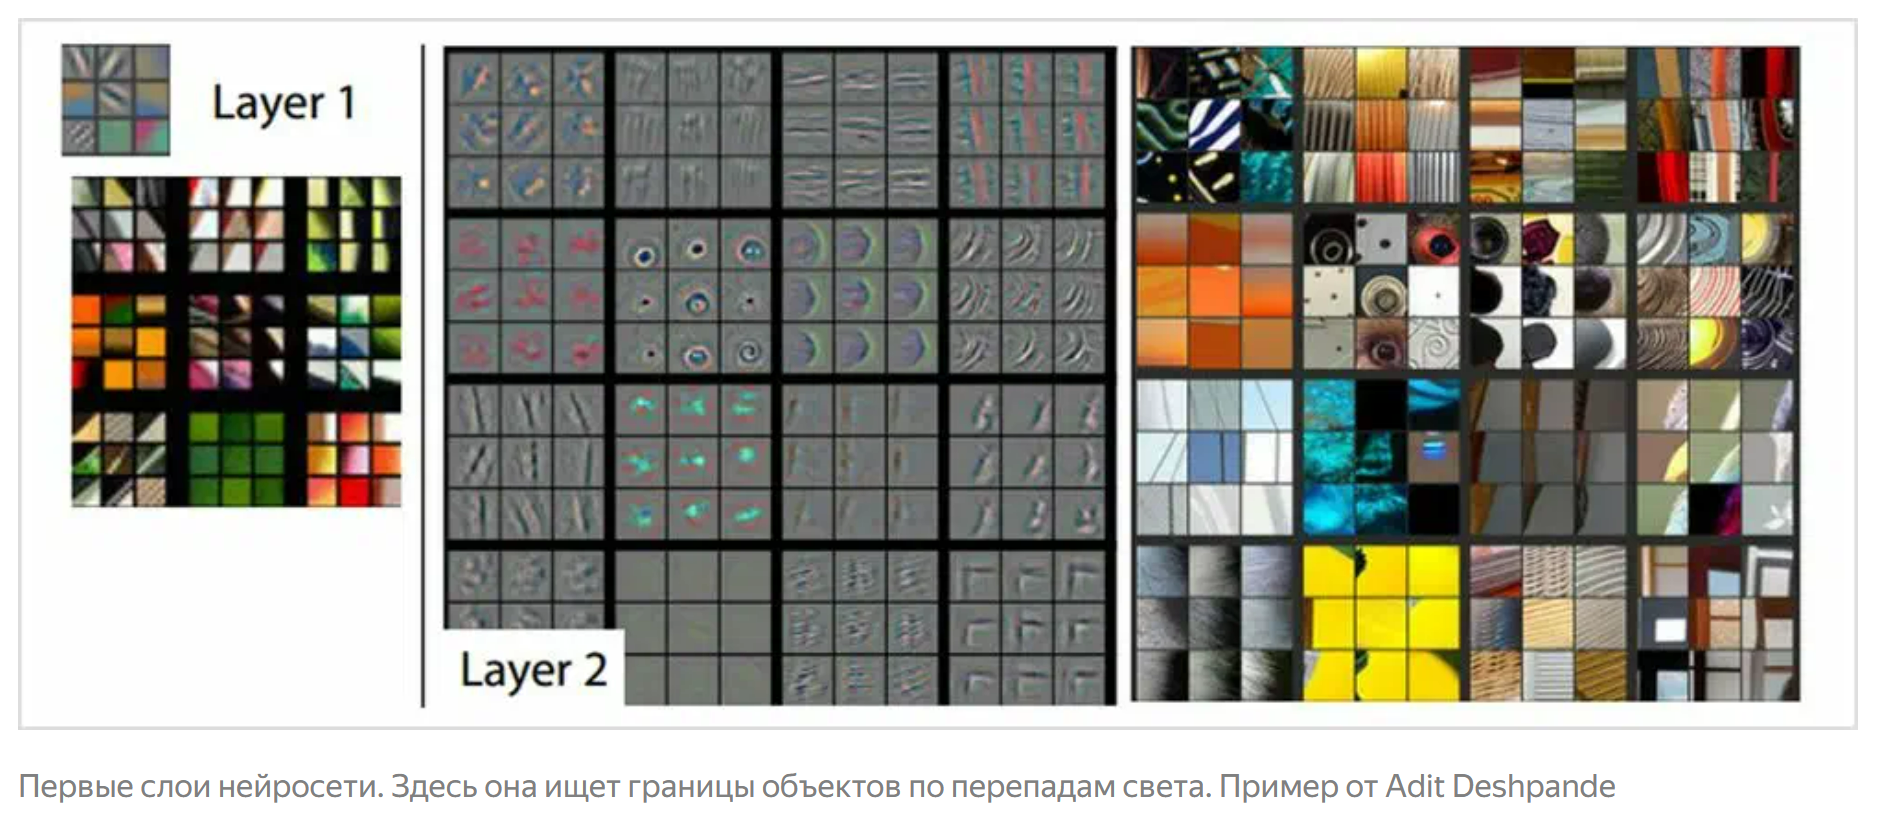 Layer 1
Layer 2
Первые слои нейросети. Здесь она ищет границы объектов по перепадам света. Пример от Adit Deshpande